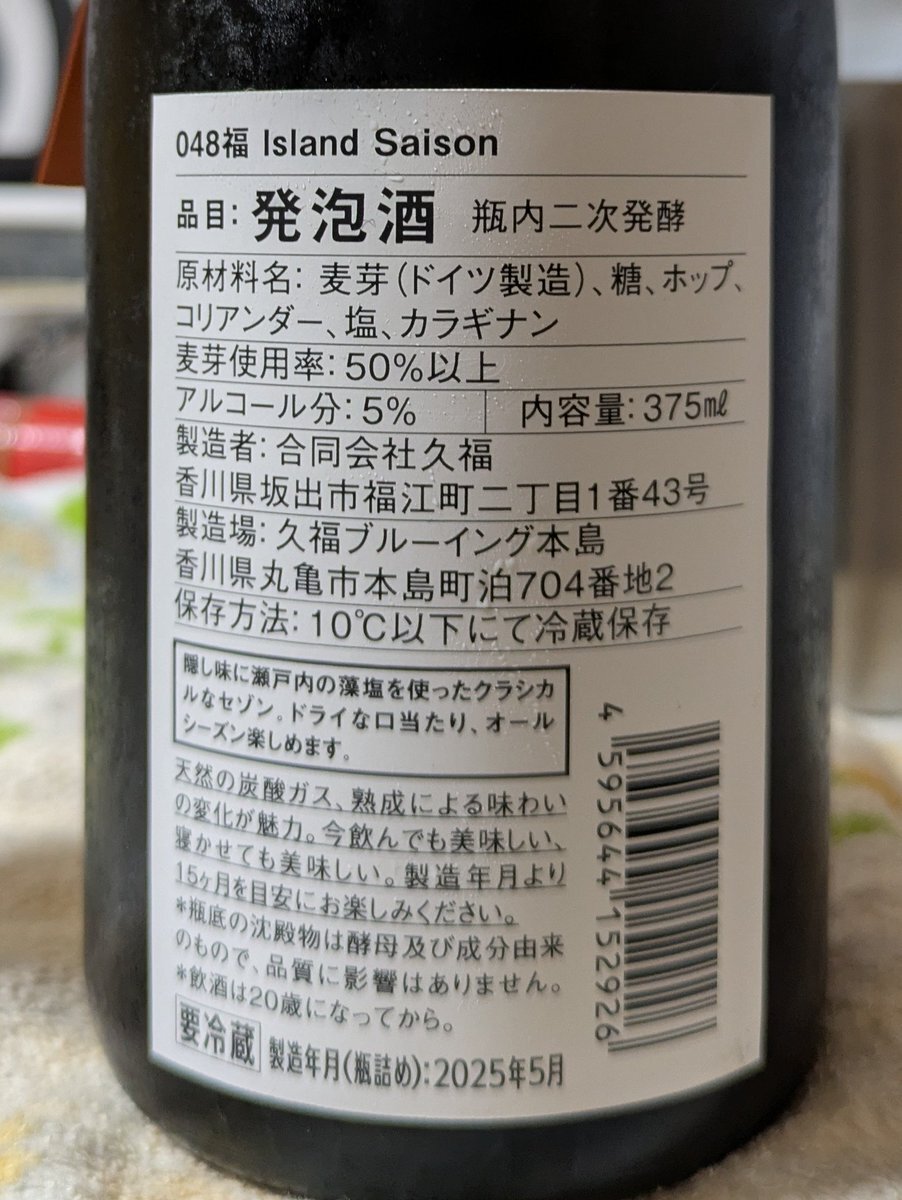 048福 Island Saison
品目：発泡酒 瓶内二次発酵
原材料名：麦芽（ドイツ製造）、糖、ホップ、
コリアンダー、塩、カラギナン
麦芽使用率：50%以上
アルコール分：5% 内容量：375㎖
製造者：合同会社久福
香川県坂出市福江町二丁目1番43号
製造場：久福ブルーイング本島
香川県丸亀市本島町泊704番地2
保存方法：10℃以下にて冷蔵保存
隠し味に瀬戸内の藻塩を使ったクラシカ
ルなセゾン。ドライな口当たり、オール
シーズン楽しめます。
天然の炭酸ガス、熟成による味わい
の変化が魅力。今飲んでも美味しい、
寝かせても美味しい。製造年月より
15ヶ月を目安にお楽しみください。
*瓶底の沈殿物は酵母及び成分由来
のもので、品質に影響はありません。
*飲酒は20歳になってから。
要冷蔵 製造年月(瓶詰め)：2025年5月
4 595644 152926